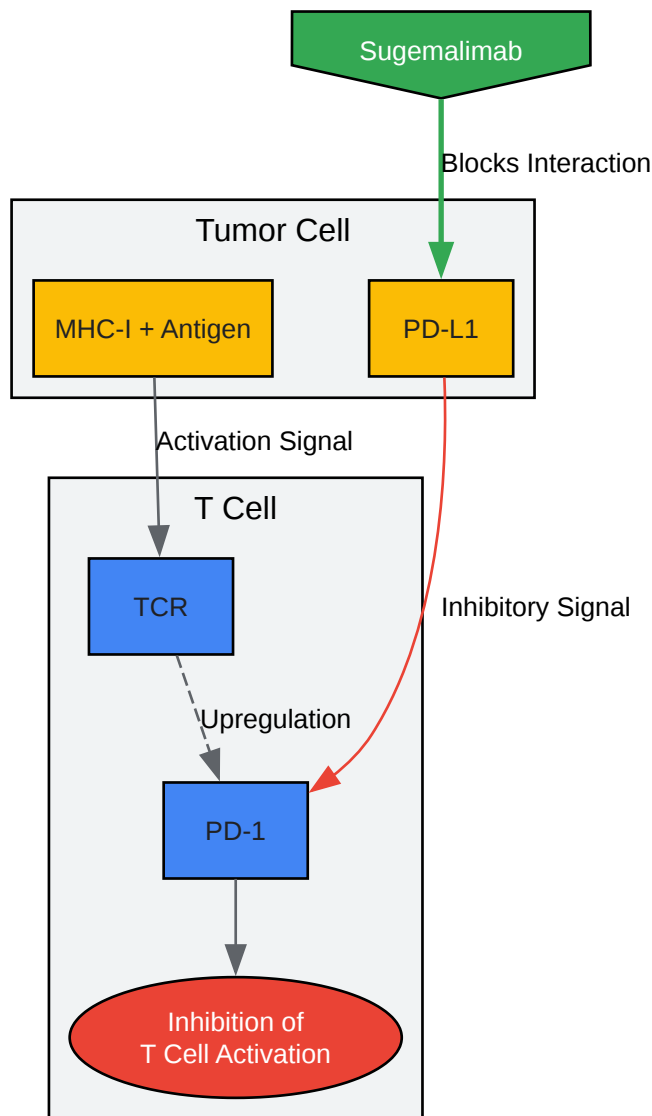 Sugemalimab
Blocks Interaction
Tumor Cell
MHC-I + Antigen
PD-L1
Activation Signal
T Cell
TCR
Inhibitory Signal
Upregulation
PD-1
Inhibition of
T Cell Activation